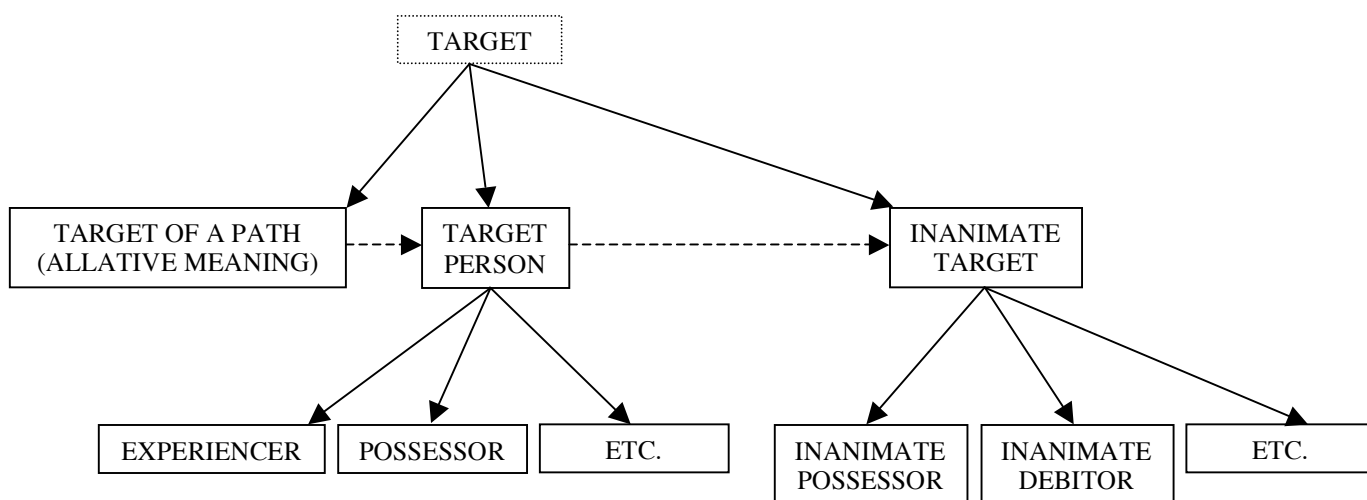 TARGET
TARGET OF A PATH
(ALLATIVE MEANING)
TARGET
PERSON
INANIMATE
TARGET
EXPERIENCER
POSSESSOR
ETC.
INANIMATE
POSSESSOR
INANIMATE
DEBITOR
ETC.